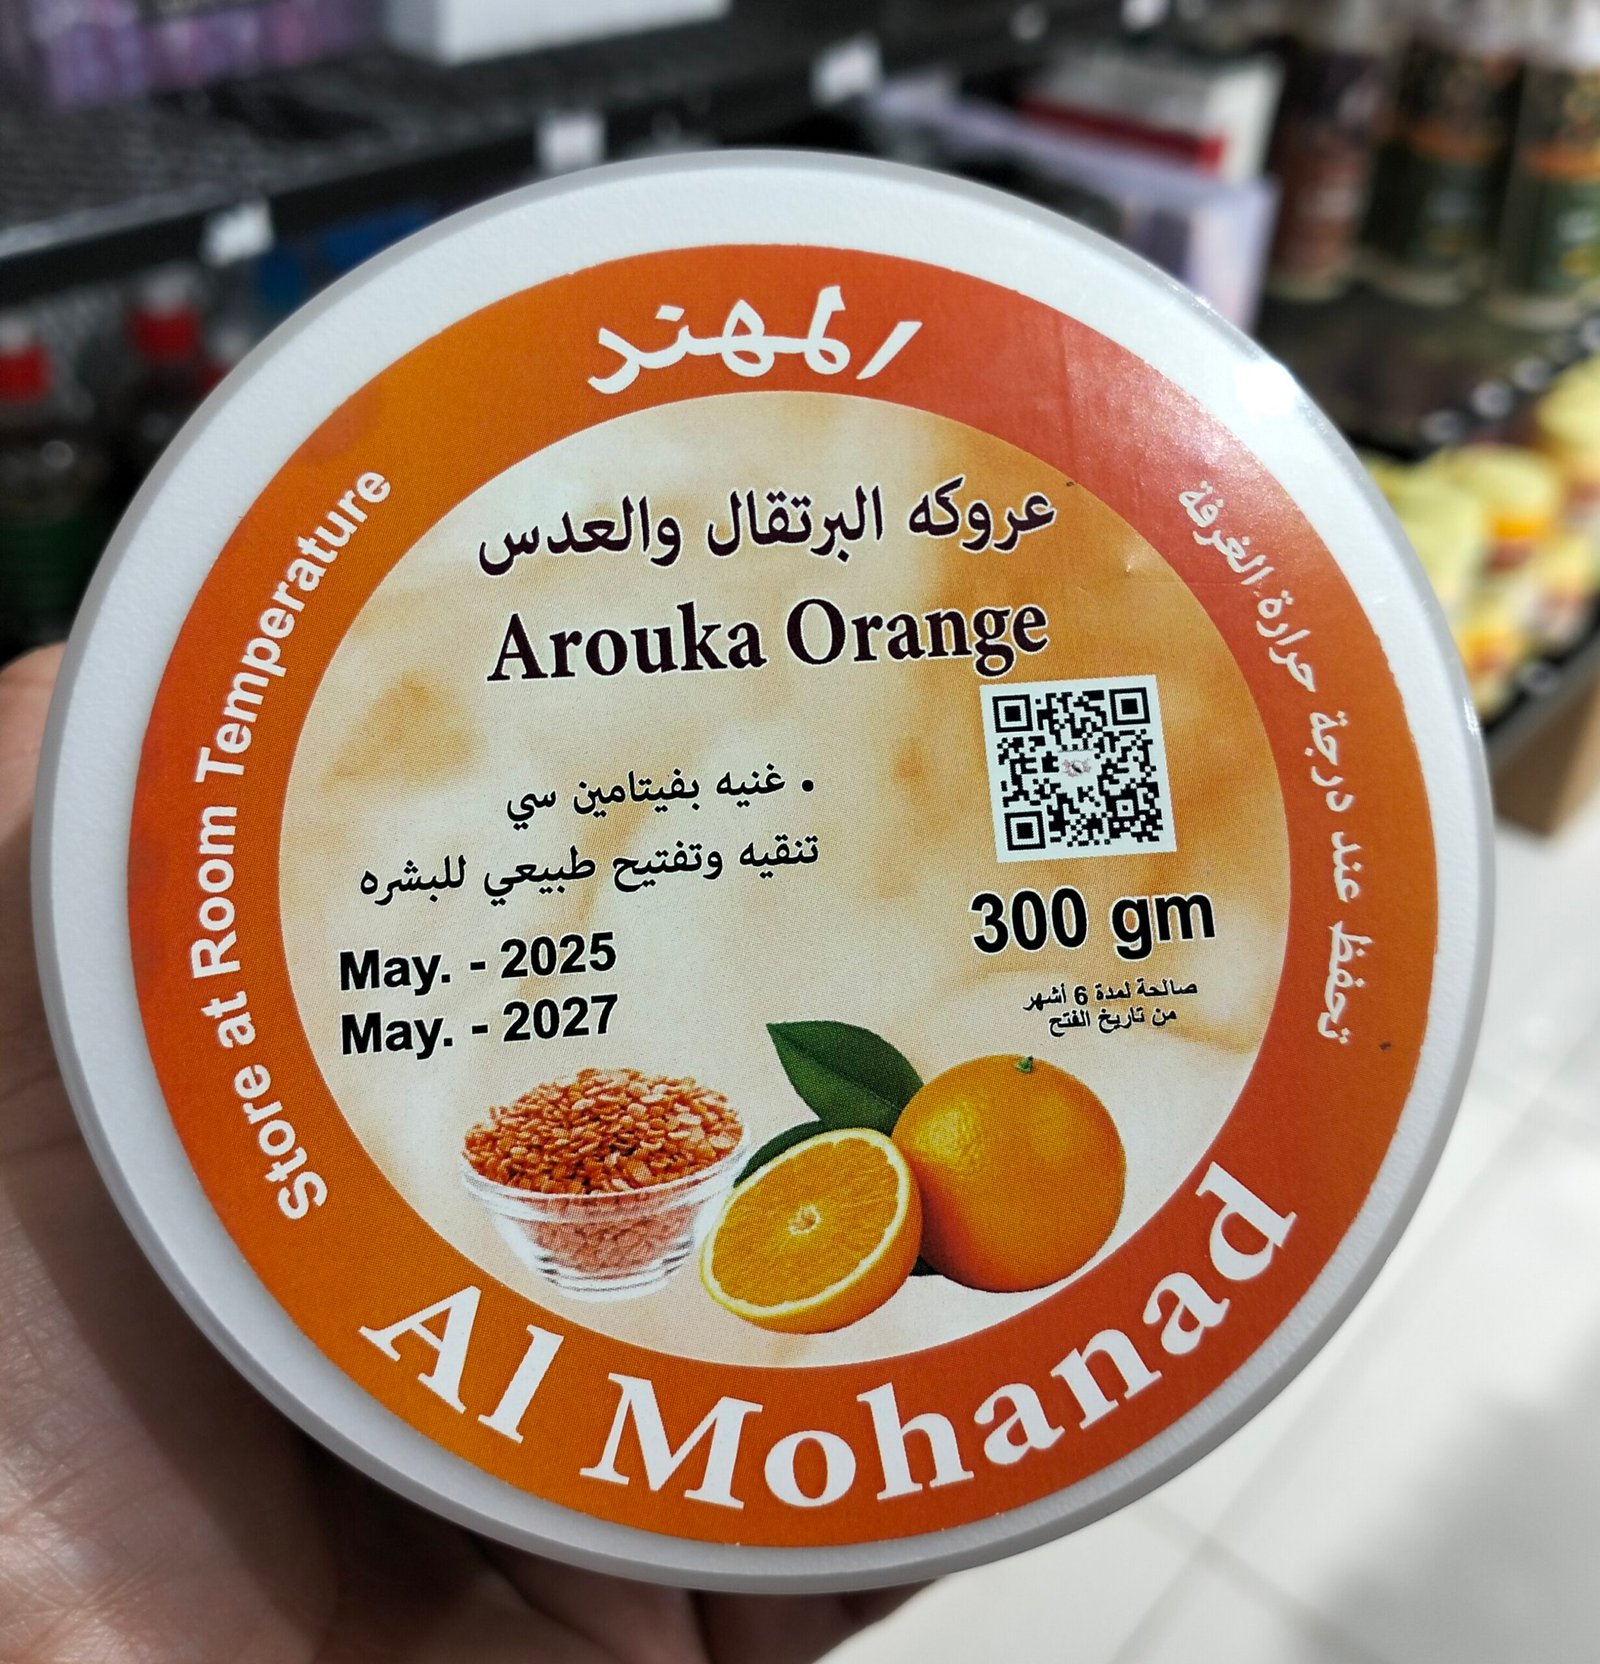 المهند
عروكه البرتقال والعدس
Arouka Orange
• غنيه بفيتامين سي
تنقيه وتفتيح طبيعي للبشره
May. - 2025
May. - 2027
300 gm
صالحة لمدة 6 أشهر
من تاريخ الفتح
Store at Room Temperature
تحفظ عند درجة حرارة الغرفة
Al Mohanad